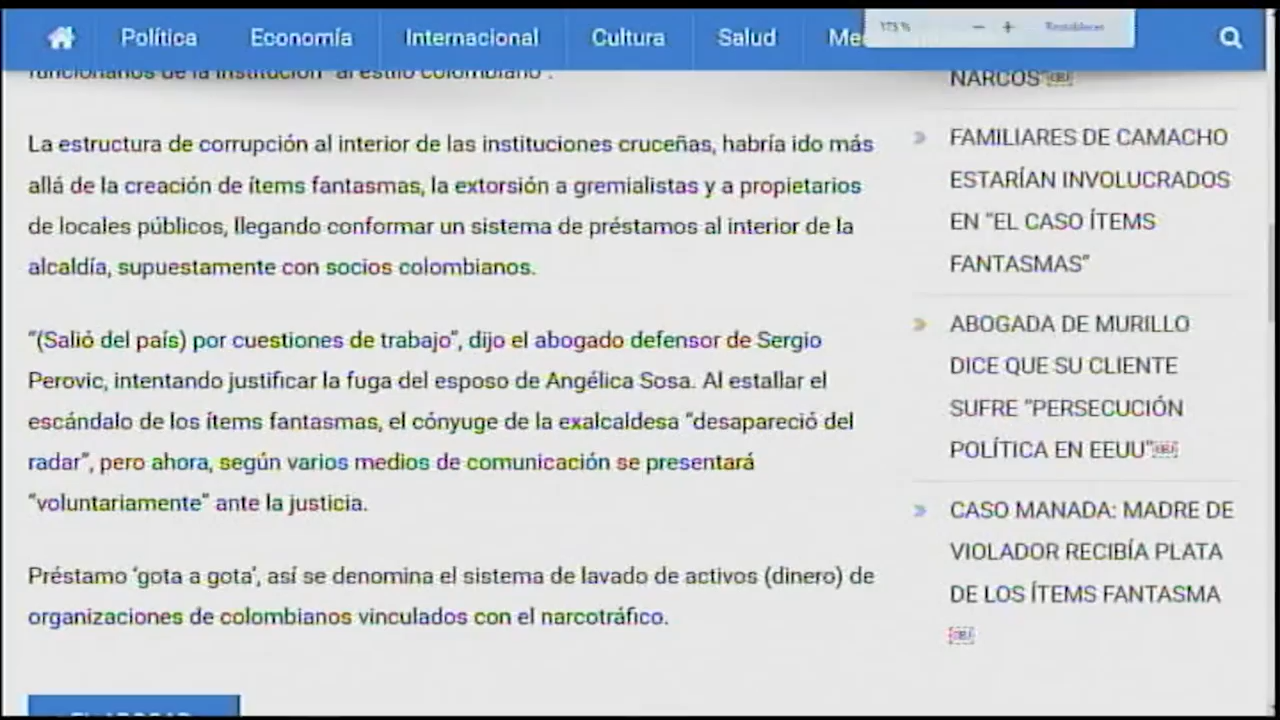 Política Economía Internacional Cultura Salud
173 % − + Restablecer
funcionarios de la institución "al estilo colombiano".
La estructura de corrupción al interior de las instituciones cruceñas, habría ido más
allá de la creación de ítems fantasmas, la extorsión a gremialistas y a propietarios
de locales públicos, llegando conformar un sistema de préstamos al interior de la
alcaldía, supuestamente con socios colombianos.
"(Salió del país) por cuestiones de trabajo", dijo el abogado defensor de Sergio
Perovic, intentando justificar la fuga del esposo de Angélica Sosa. Al estallar el
escándalo de los ítems fantasmas, el cónyuge de la exalcaldesa "desapareció del
radar", pero ahora, según varios medios de comunicación se presentará
"voluntariamente" ante la justicia.
Préstamo 'gota a gota', así se denomina el sistema de lavado de activos (dinero) de
organizaciones de colombianos vinculados con el narcotráfico.
NARCOS"
» FAMILIARES DE CAMACHO
ESTARÍAN INVOLUCRADOS
EN "EL CASO ÍTEMS
FANTASMAS"
» ABOGADA DE MURILLO
DICE QUE SU CLIENTE
SUFRE "PERSECUCIÓN
POLÍTICA EN EEUU"
» CASO MANADA: MADRE DE
VIOLADOR RECIBÍA PLATA
DE LOS ÍTEMS FANTASMA